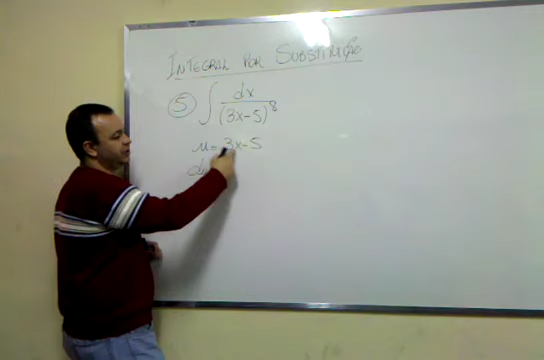 INTEGRAL POR SUBSTITUIÇÃO
5 ∫ dx
(3x-5)^8
u = 3x-5
du